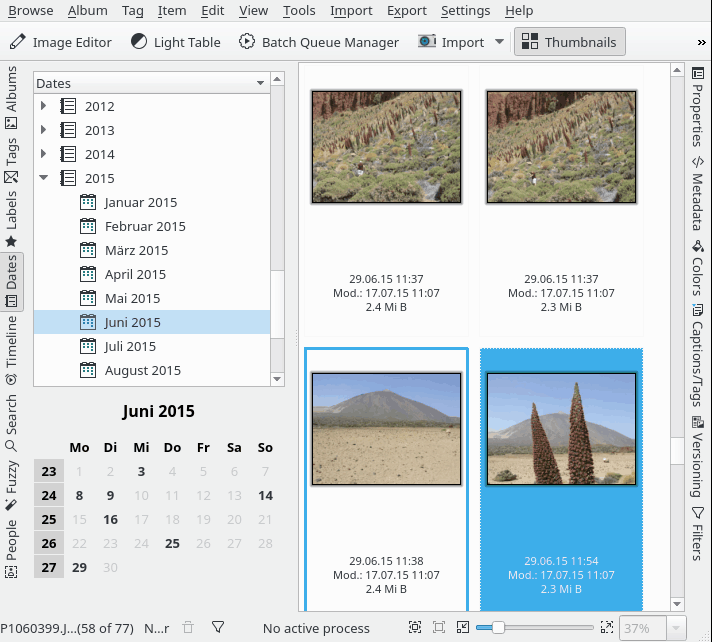 Browse Album Tag Item Edit View Tools Import Export Settings Help
Image Editor Light Table Batch Queue Manager Import Thumbnails »
Albums
Tags
Labels
Dates
Timeline
Search
Fuzzy
People
Dates
2012
2013
2014
2015
Januar 2015
Februar 2015
März 2015
April 2015
Mai 2015
Juni 2015
Juli 2015
August 2015
Juni 2015
Mo Di Mi Do Fr Sa So
23 1 2 3 4 5 6 7
24 8 9 10 11 12 13 14
25 15 16 17 18 19 20 21
26 22 23 24 25 26 27 28
27 29 30
29.06.15 11:37
Mod.: 17.07.15 11:07
2.4 Mi B
29.06.15 11:37
Mod.: 17.07.15 11:07
2.3 Mi B
29.06.15 11:38
Mod.: 17.07.15 11:07
2.4 Mi B
29.06.15 11:54
Mod.: 17.07.15 11:07
2.3 Mi B
Properties
Metadata
Colors
Captions/Tags
Versioning
Filters
P1060399.J...(58 of 77) N...r No active process 37%